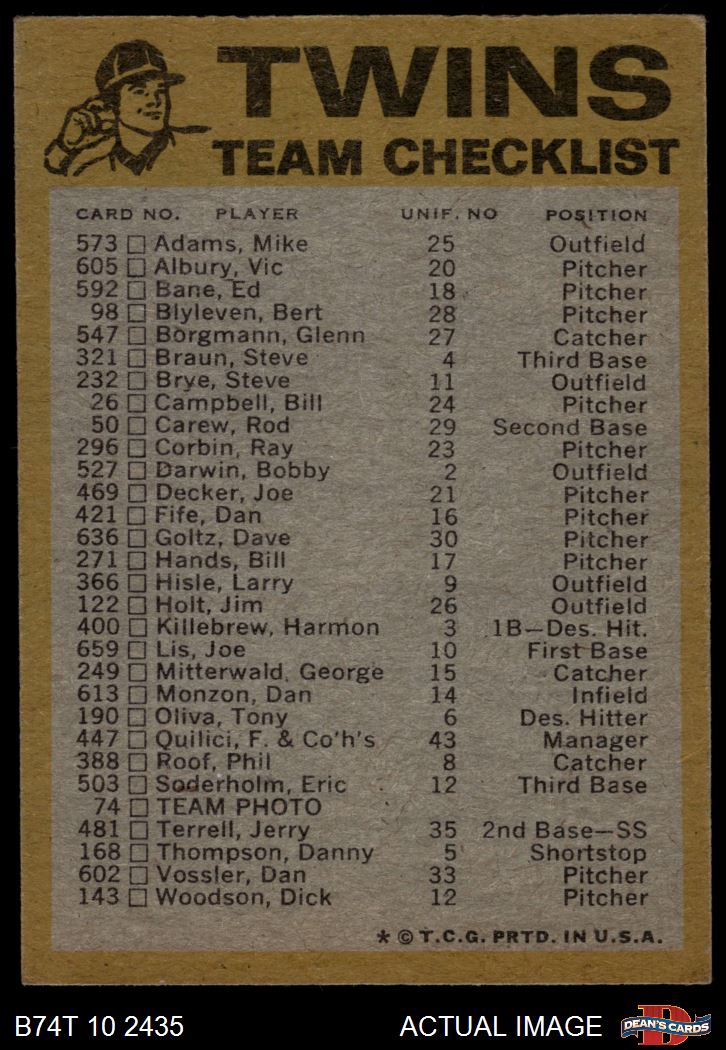 TWINS
TEAM CHECKLIST
CARD NO. PLAYER UNIF. NO POSITION
573 Adams, Mike 25 Outfield
605 Albury, Vic 20 Pitcher
592 Bane, Ed 18 Pitcher
98 Blyleven, Bert 28 Pitcher
547 Borgmann, Glenn 27 Catcher
321 Braun, Steve 4 Third Base
232 Brye, Steve 11 Outfield
26 Campbell, Bill 24 Pitcher
50 Carew, Rod 29 Second Base
296 Corbin, Ray 23 Pitcher
527 Darwin, Bobby 2 Outfield
469 Decker, Joe 21 Pitcher
421 Fife, Dan 16 Pitcher
636 Goltz, Dave 30 Pitcher
271 Hands, Bill 17 Pitcher
366 Hisle, Larry 9 Outfield
122 Holt, Jim 26 Outfield
400 Killebrew, Harmon 3 1B—Des. Hit.
659 Lis, Joe 10 First Base
249 Mitterwald, George 15 Catcher
613 Monzon, Dan 14 Infield
190 Oliva, Tony 6 Des. Hitter
447 Quilici, F. & Co'h's 43 Manager
388 Roof, Phil 8 Catcher
503 Soderholm, Eric 12 Third Base
74 TEAM PHOTO
481 Terrell, Jerry 35 2nd Base—SS
168 Thompson, Danny 5 Shortstop
602 Vossler, Dan 33 Pitcher
143 Woodson, Dick 12 Pitcher
* © T.C.G. PRTD. IN U.S.A.
B74T 10 2435 ACTUAL IMAGE D DEAN'S CARDS